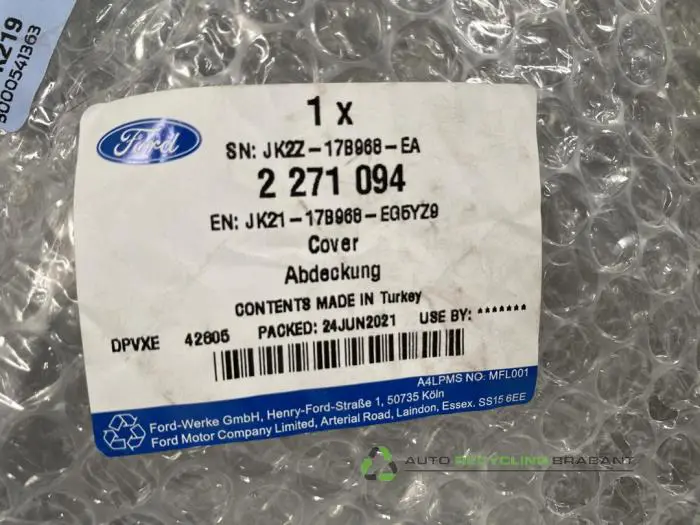 K219
5000541363
1 x
Ford
SN: JK2Z-17B968-EA
2 271 094
EN: JK21-17B968-EG5YZ9
Cover
Abdeckung
CONTENTS MADE IN Turkey
DPVXE 42605 PACKED: 24JUN2021 USE BY: *******
A4LPMS NO: MFL001
Ford-Werke GmbH, Henry-Ford-Straße 1, 50735 Köln
Ford Motor Company Limited, Arterial Road, Laindon, Essex. SS15 6EE
AUTO RECYCLING BRABANT